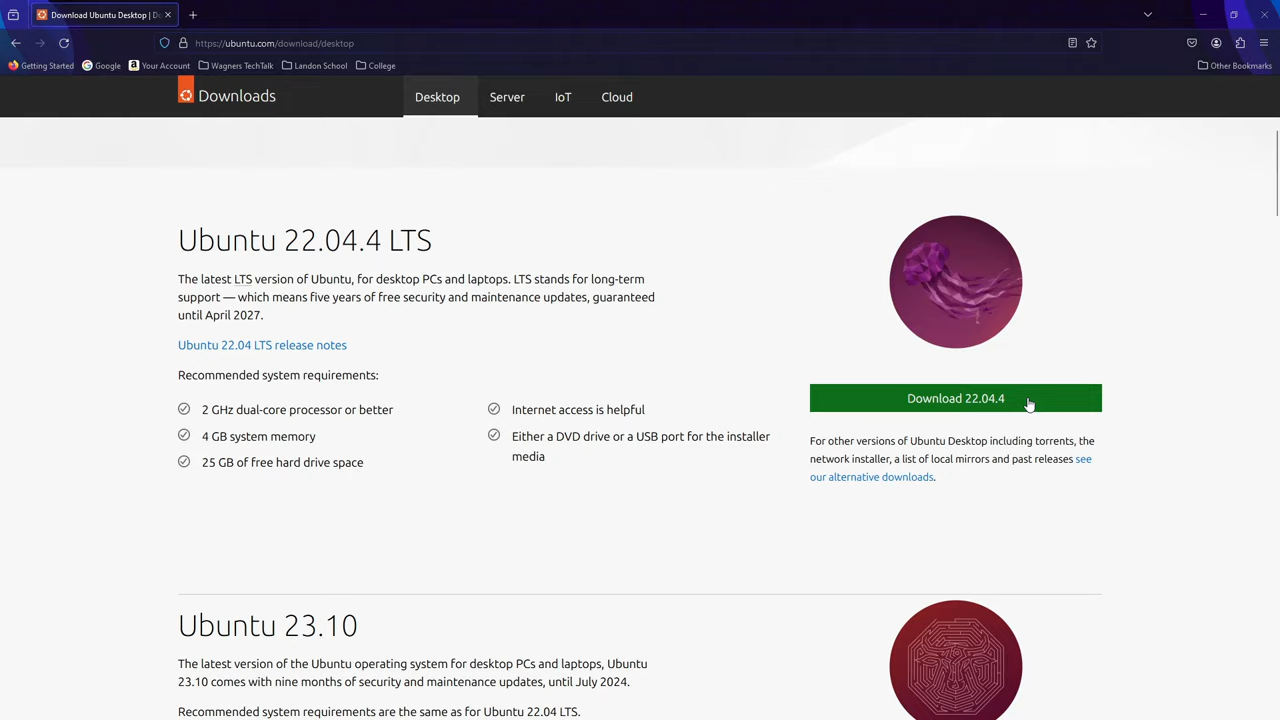 Download Ubuntu Desktop | Do
https://ubuntu.com/download/desktop
Getting Started
Google
Your Account
Wagners TechTalk
Landon School
College
Other Bookmarks
Downloads
Desktop
Server
IoT
Cloud
Ubuntu 22.04.4 LTS
The latest LTS version of Ubuntu, for desktop PCs and laptops. LTS stands for long-term
support — which means five years of free security and maintenance updates, guaranteed
until April 2027.
Ubuntu 22.04 LTS release notes
Recommended system requirements:
2 GHz dual-core processor or better
4 GB system memory
25 GB of free hard drive space
Internet access is helpful
Either a DVD drive or a USB port for the installer
media
Download 22.04.4
For other versions of Ubuntu Desktop including torrents, the
network installer, a list of local mirrors and past releases see
our alternative downloads.
Ubuntu 23.10
The latest version of the Ubuntu operating system for desktop PCs and laptops, Ubuntu
23.10 comes with nine months of security and maintenance updates, until July 2024.
Recommended system requirements are the same as for Ubuntu 22.04 LTS.